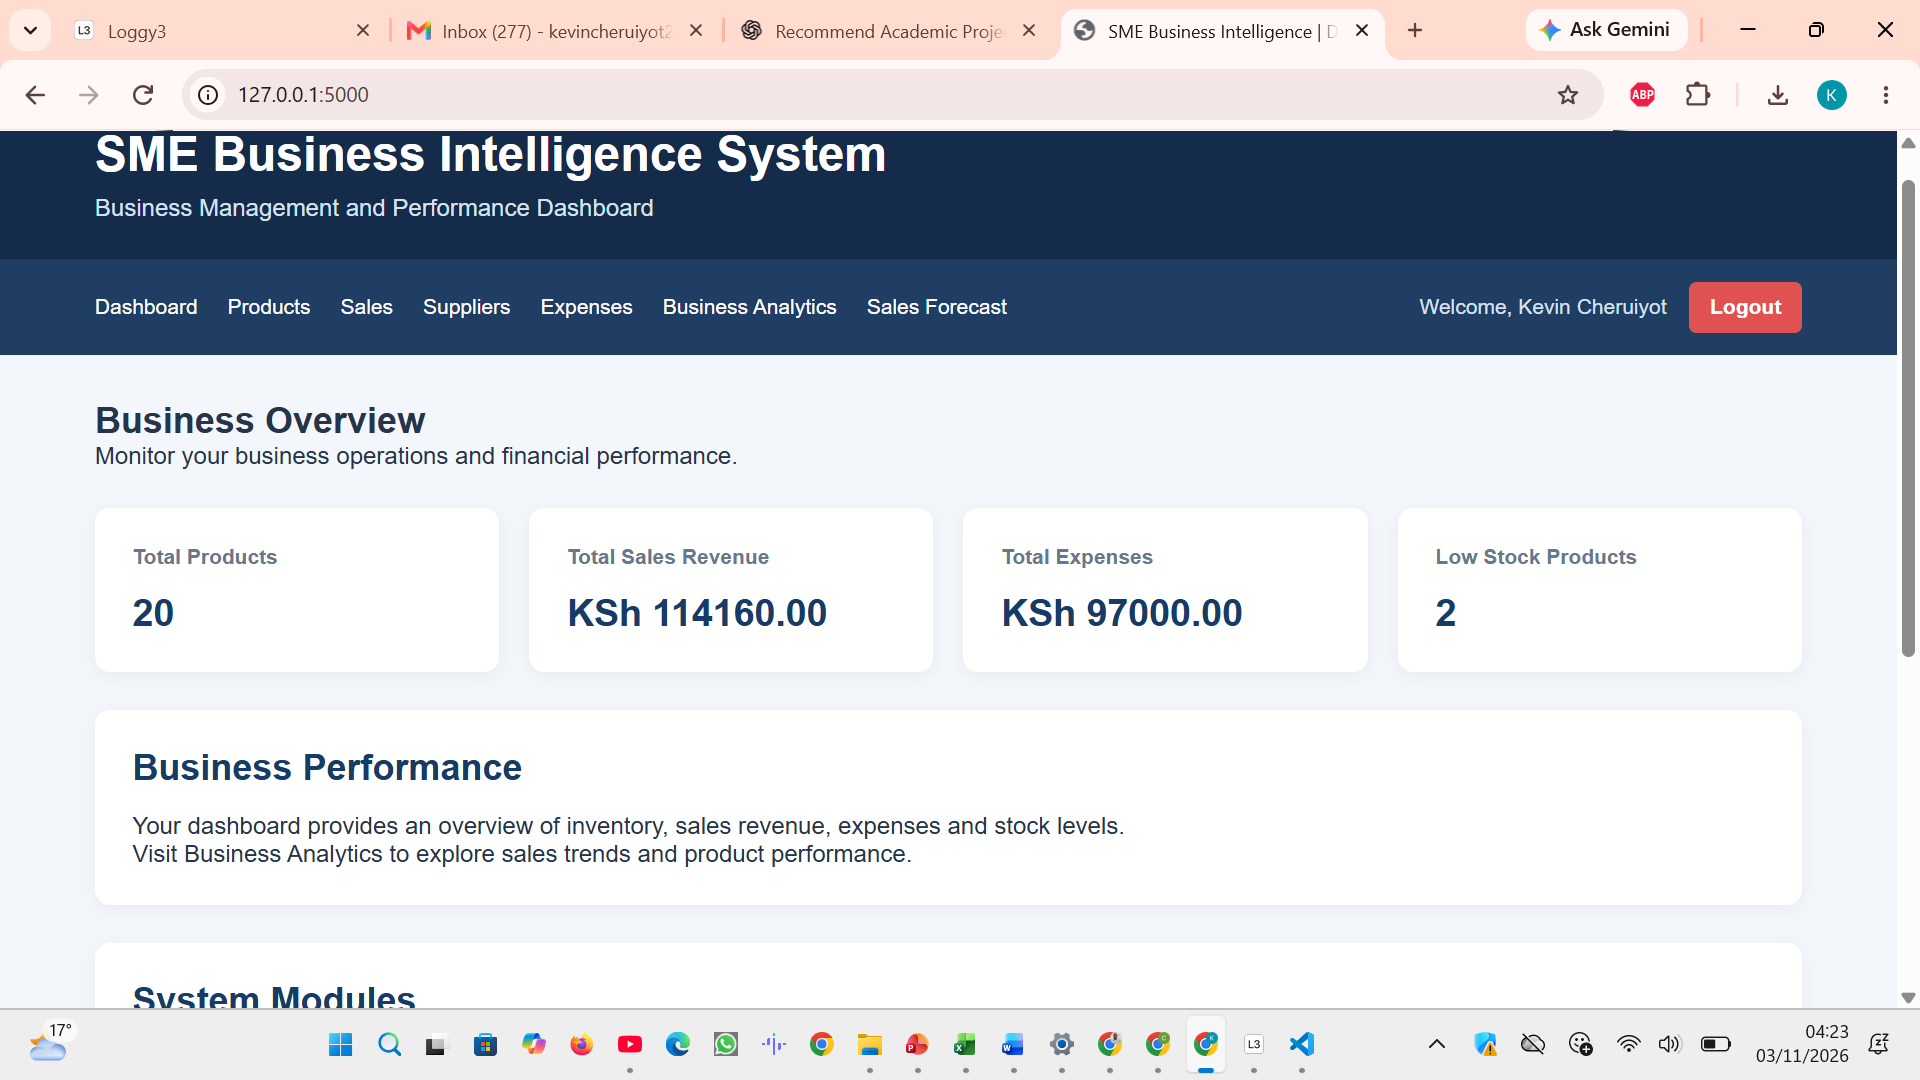 L3 Loggy3
Inbox (277) - kevincheruiyot2
Recommend Academic Proje
SME Business Intelligence | D
Ask Gemini
127.0.0.1:5000
ABP
K
SME Business Intelligence System
Business Management and Performance Dashboard
Dashboard Products Sales Suppliers Expenses Business Analytics Sales Forecast Welcome, Kevin Cheruiyot Logout
Business Overview
Monitor your business operations and financial performance.
Total Products
20
Total Sales Revenue
KSh 114160.00
Total Expenses
KSh 97000.00
Low Stock Products
2
Business Performance
Your dashboard provides an overview of inventory, sales revenue, expenses and stock levels.
Visit Business Analytics to explore sales trends and product performance.
System Modules
17°
L3
04:23
03/11/2026